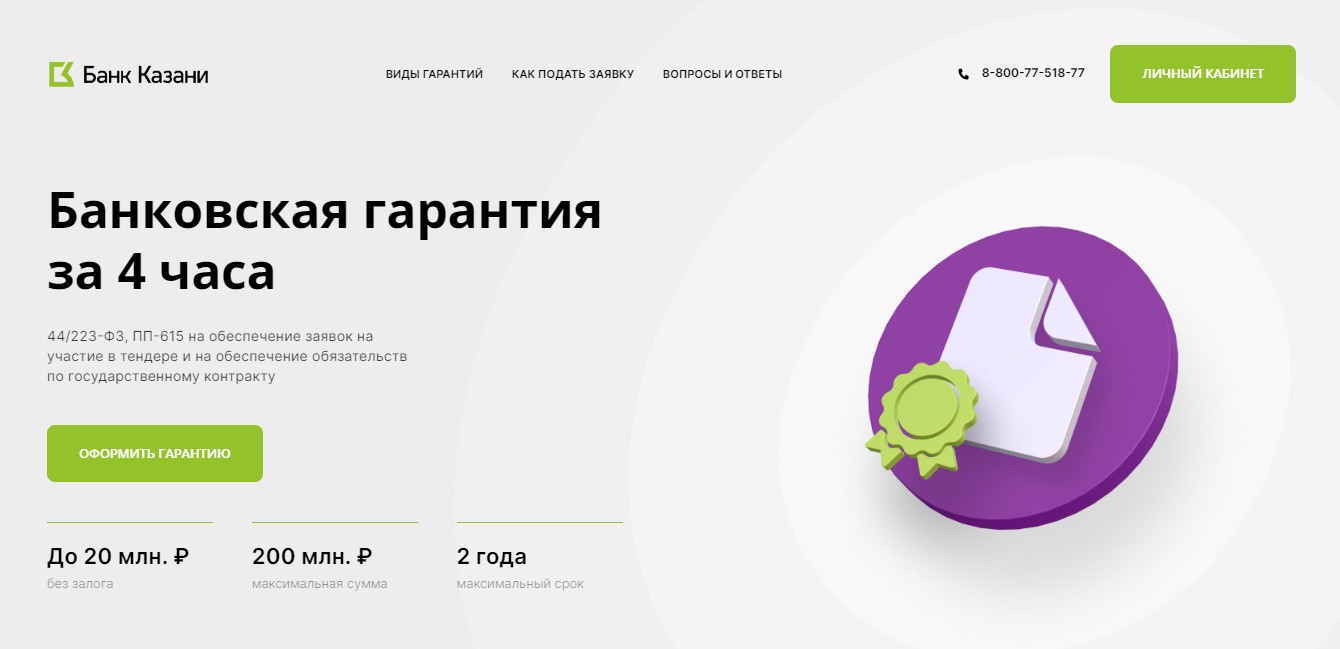 Банк Казани
ВИДЫ ГАРАНТИЙ
КАК ПОДАТЬ ЗАЯВКУ
ВОПРОСЫ И ОТВЕТЫ
8-800-77-518-77
ЛИЧНЫЙ КАБИНЕТ
Банковская гарантия
за 4 часа
44/223-ФЗ, ПП-615 на обеспечение заявок на
участие в тендере и на обеспечение обязательств
по государственному контракту
ОФОРМИТЬ ГАРАНТИЮ
До 20 млн. ₽
без залога
200 млн. ₽
максимальная сумма
2 года
максимальный срок